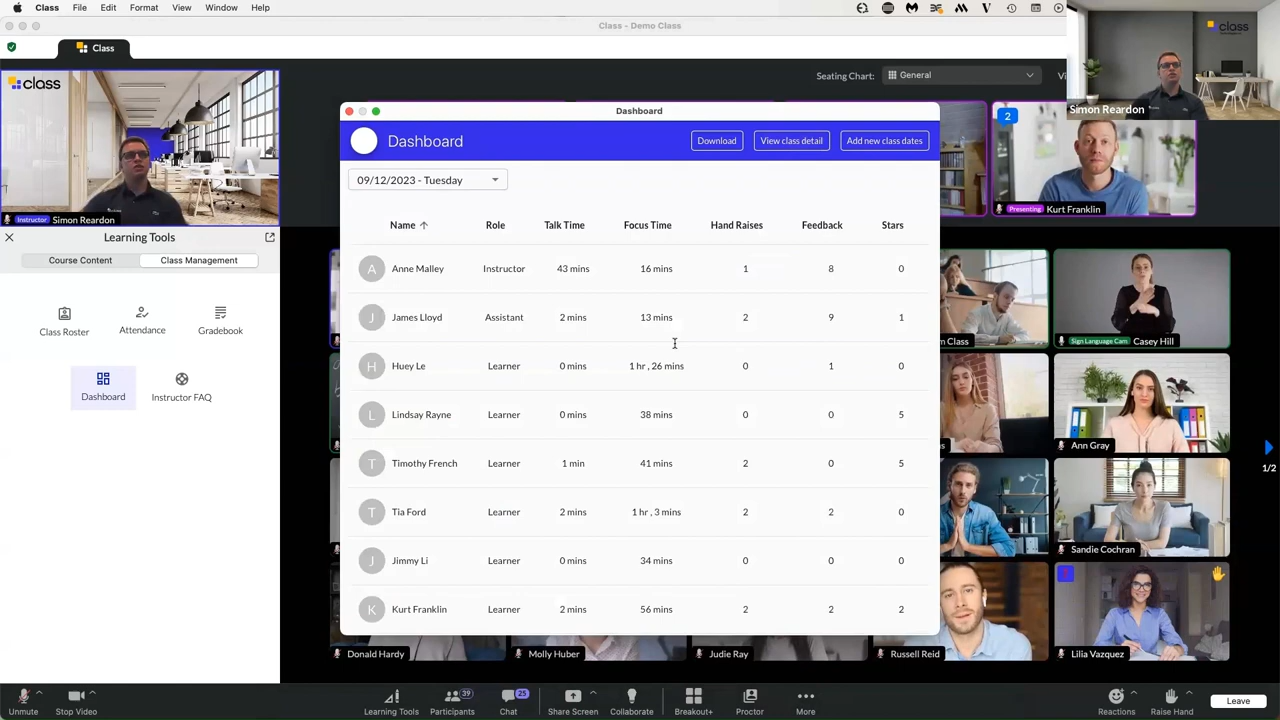 Class File Edit Format View Window Help
Class - Demo Class
Class
Seating Chart: General
class
Simon Reardon
class
Instructor Simon Reardon
2
Presenting Kurt Franklin
Learning Tools
Course Content Class Management
Class Roster Attendance Gradebook
Dashboard Instructor FAQ
Dashboard
Dashboard Download View class detail Add new class dates
09/12/2023 - Tuesday
Name Role Talk Time Focus Time Hand Raises Feedback Stars
A Anne Malley Instructor 43 mins 16 mins 1 8 0
J James Lloyd Assistant 2 mins 13 mins 2 9 1
H Huey Le Learner 0 mins 1 hr , 26 mins 0 1 0
L Lindsay Rayne Learner 0 mins 38 mins 0 0 5
T Timothy French Learner 1 min 41 mins 2 0 5
T Tia Ford Learner 2 mins 1 hr , 3 mins 2 2 0
J Jimmy Li Learner 0 mins 34 mins 0 0 0
K Kurt Franklin Learner 2 mins 56 mins 2 2 2
m Class
Sign Language Cam Casey Hill
Ann Gray
1/2
Sandie Cochran
Donald Hardy Molly Huber Judie Ray Russell Reid Lilia Vazquez
39 25
Unmute Stop Video Learning Tools Participants Chat Share Screen Collaborate Breakout+ Proctor More Reactions Raise Hand Leave